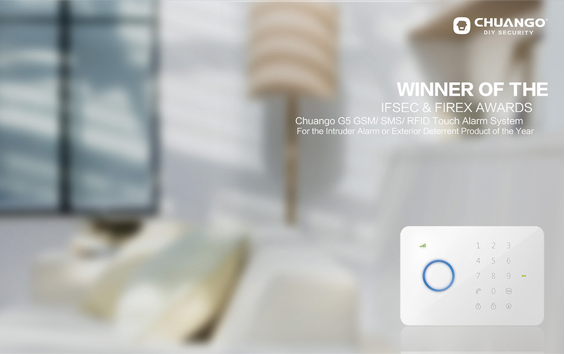 CHUANGO
DIY SECURITY
WINNER OF THE
IFSEC & FIREX AWARDS
Chuango G5 GSM/ SMS/ RFID Touch Alarm System
For the Intruder Alarm or Exterior Deterrent Product of the Year
1 2 3
4 5 6
7 8 9
0